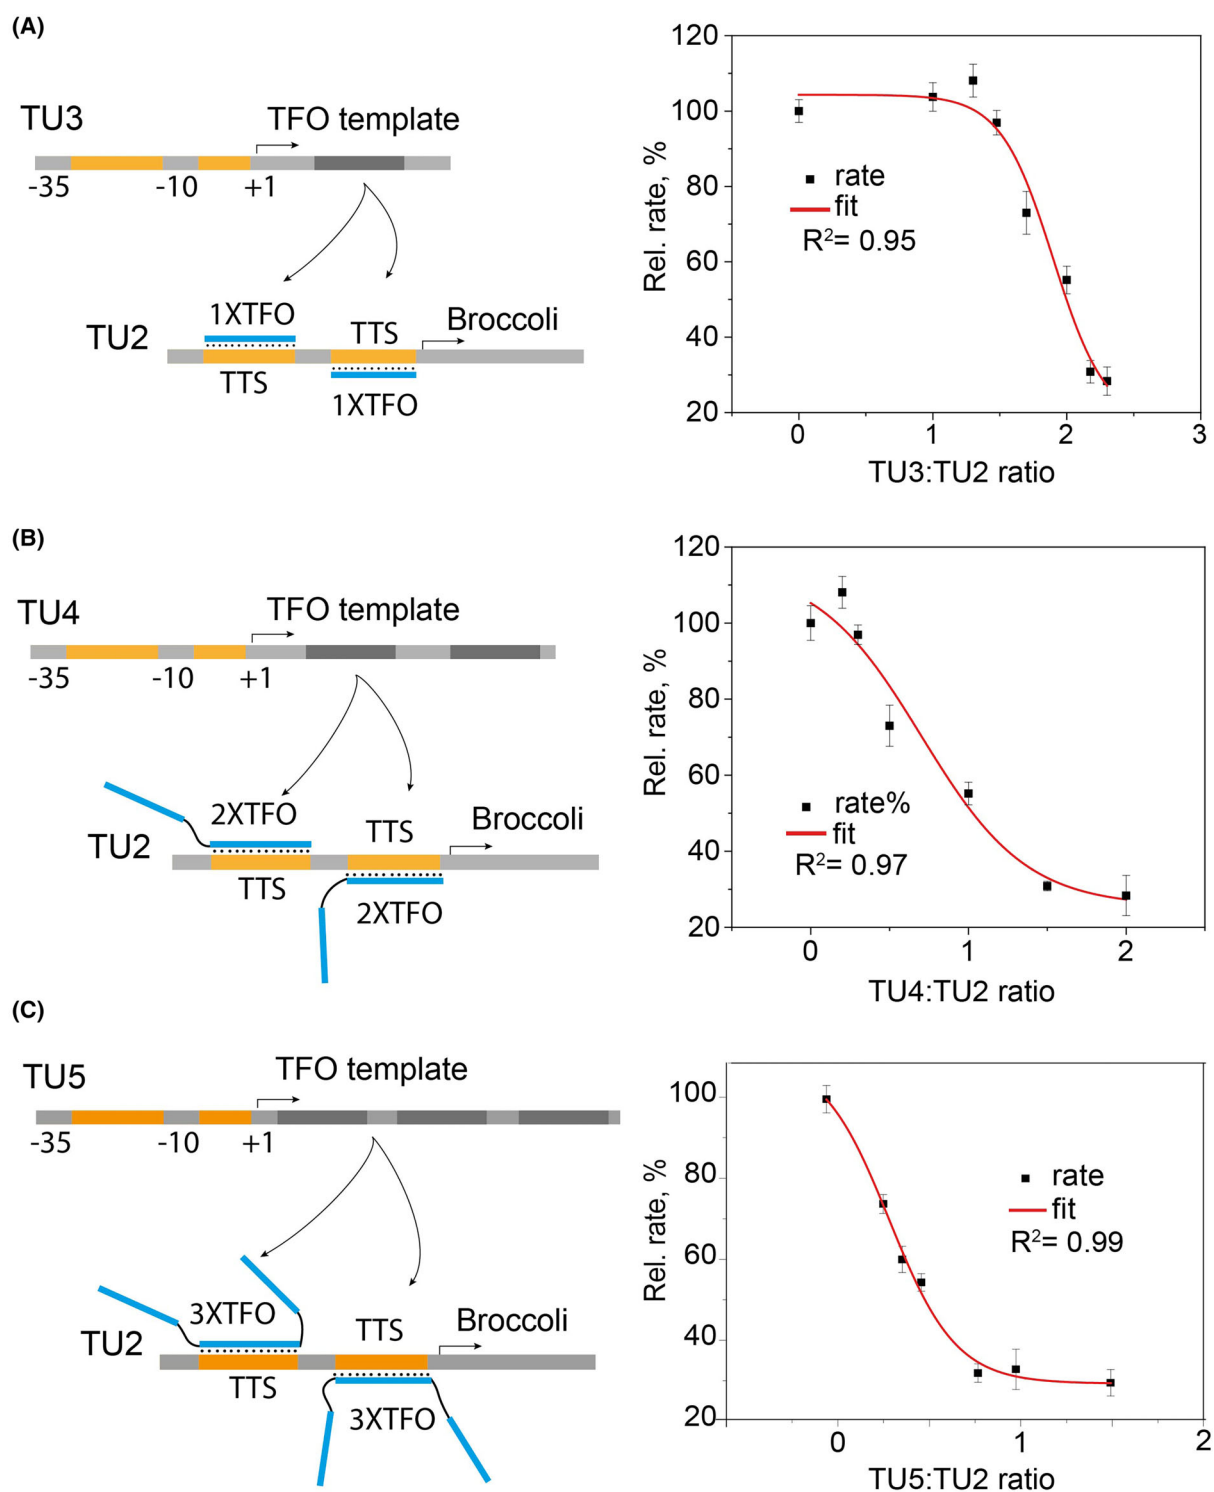 (A)
TU3
TFO template
-35
-10
+1
1XTFO
TTS
Broccoli
TU2
TTS
1XTFO
120
100
80
60
40
20
Rel. rate, %
rate
fit
R²= 0.95
0
1
2
3
TU3:TU2 ratio
(B)
TU4
TFO template
-35
-10
+1
2XTFO
TTS
Broccoli
TU2
TTS
2XTFO
120
100
80
60
40
20
Rel. rate, %
rate%
fit
R²= 0.97
0
1
2
TU4:TU2 ratio
(C)
TU5
TFO template
-35
-10
+1
3XTFO
TTS
Broccoli
TU2
TTS
3XTFO
100
80
60
40
20
Rel. rate, %
rate
fit
R²= 0.99
0
1
2
TU5:TU2 ratio